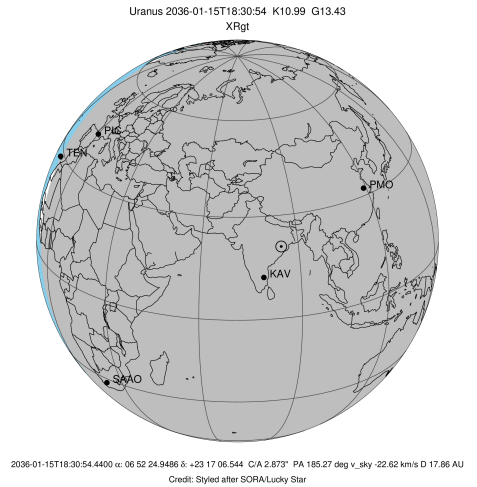 Uranus 2036-01-15T18:30:54 K10.99 G13.43
XRgt
PIC
TEN
PMO
KAV
SAAO
2036-01-15T18:30:54.4400 α: 06 52 24.9486 δ: +23 17 06.544 C/A 2.873" PA 185.27 deg v_sky -22.62 km/s D 17.86 AU
Credit: Styled after SORA/Lucky Star